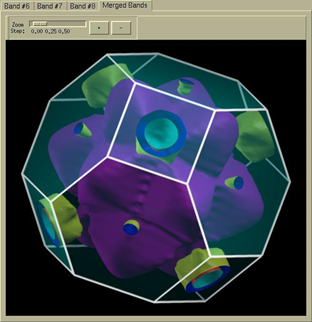 Band #6 Band #7 Band #8 Merged Bands
Zoom
Step: 0.00 0.25 0.50 + -